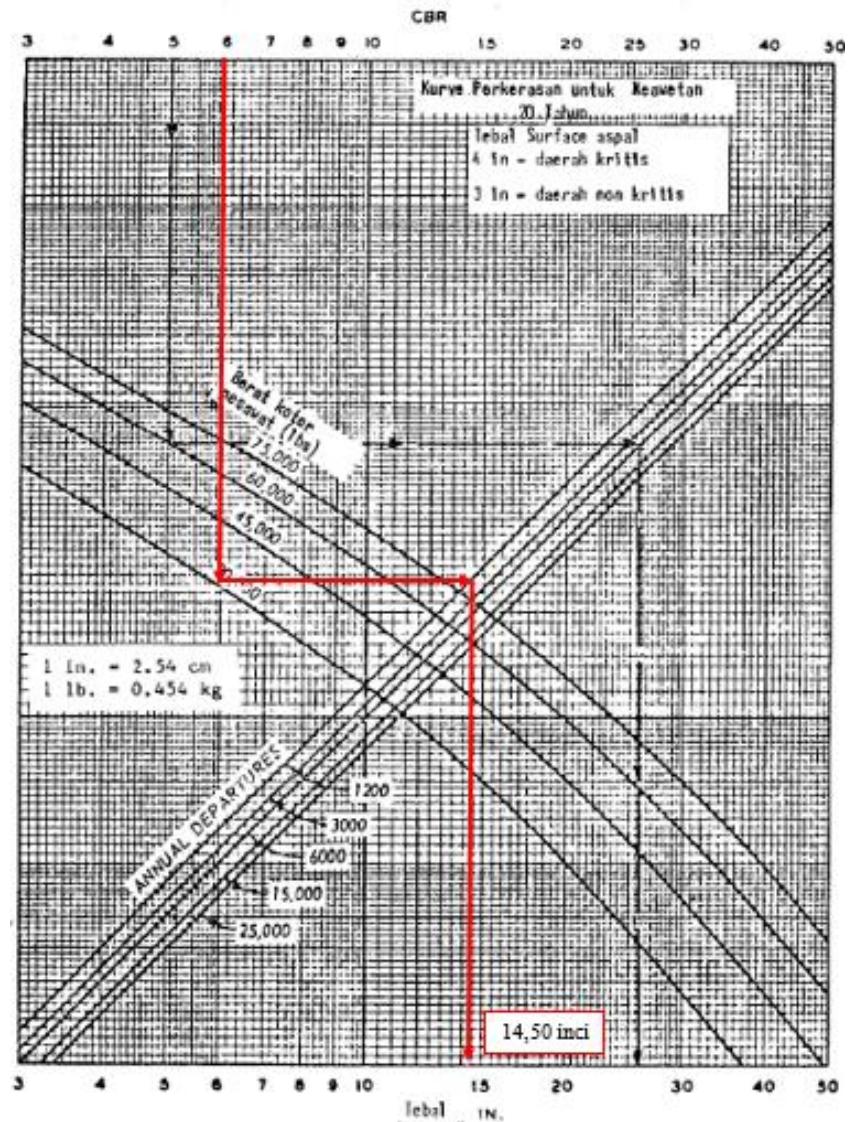 CBR
3 4 5 6 7 8 9 10 15 20 25 30 40 50
Kurve Perkerasan untuk Keawetan
20 Tahun
Tebal Surface aspal
4 in - daerah kritis
3 in - daerah non kritis
Berat kotor
pesawat (lbs)
75,000
60,000
45,000
1 In. = 2.54 cm
1 lb. = 0.454 kg
ANNUAL DEPARTURES
1200
3000
6000
15,000
25,000
14,50 inci
3 4 5 6 7 8 9 10 15 20 30 50
Tebal IN.